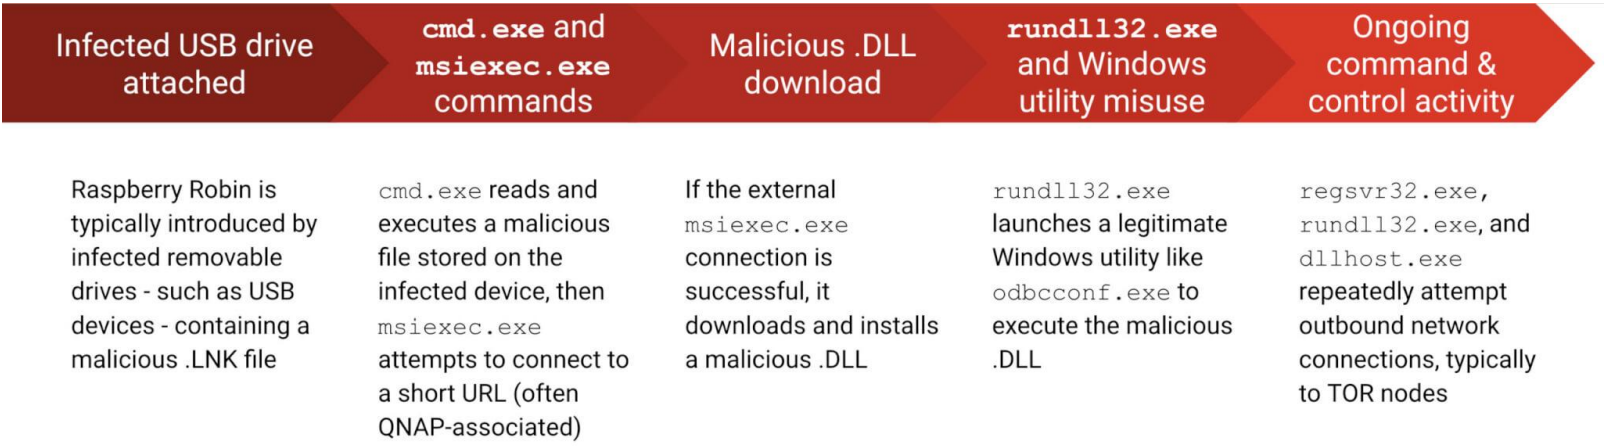 Infected USB drive
attached
cmd.exe and
msiexec.exe
commands
Malicious .DLL
download
rundll32.exe
and Windows
utility misuse
Ongoing
command &
control activity
Raspberry Robin is
typically introduced by
infected removable
drives - such as USB
devices - containing a
malicious .LNK file
cmd.exe reads and
executes a malicious
file stored on the
infected device, then
msiexec.exe
attempts to connect to
a short URL (often
QNAP-associated)
If the external
msiexec.exe
connection is
successful, it
downloads and installs
a malicious .DLL
rundll32.exe
launches a legitimate
Windows utility like
odbcconf.exe to
execute the malicious
.DLL
regsvr32.exe,
rundll32.exe, and
dllhost.exe
repeatedly attempt
outbound network
connections, typically
to TOR nodes